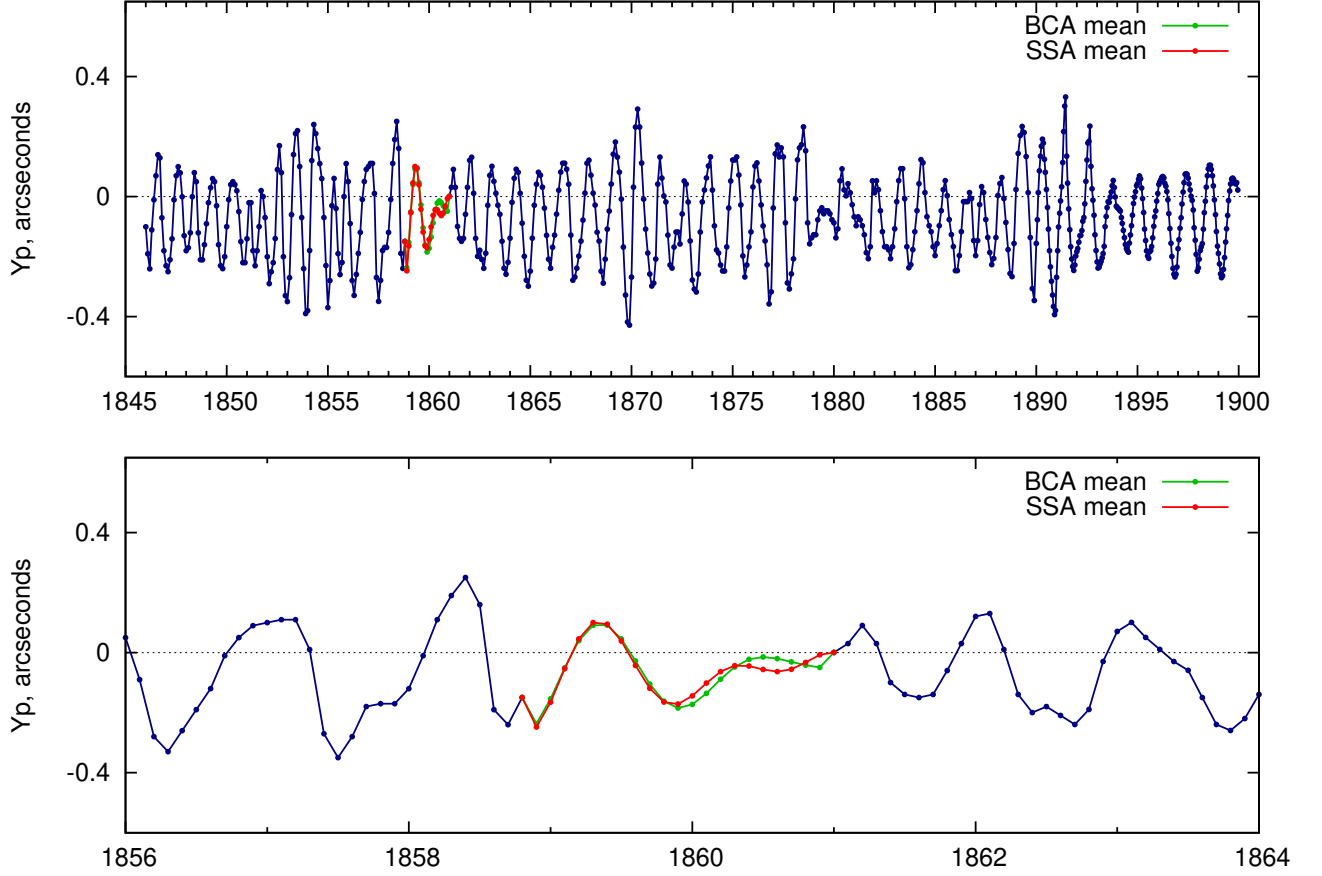 BCA mean
SSA mean
Yp, arcseconds
0.4
0
-0.4
1845 1850 1855 1860 1865 1870 1875 1880 1885 1890 1895 1900
BCA mean
SSA mean
Yp, arcseconds
0.4
0
-0.4
1856 1858 1860 1862 1864